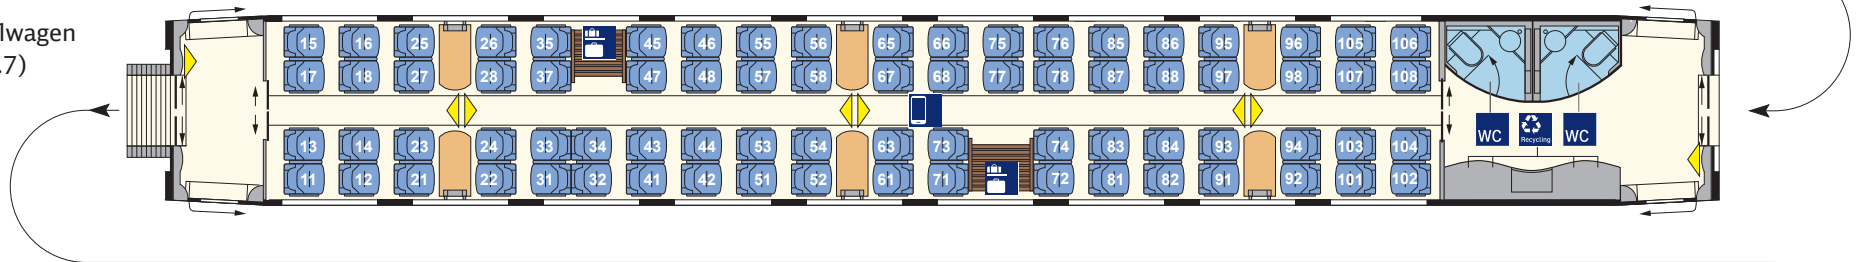 .7)
15 16 25 26 35 45 46 55 56 65 66 75 76 85 86 95 96 105 106
17 18 27 28 37 47 48 57 58 67 68 77 78 87 88 97 98 107 108
WC Recycling WC
13 14 23 24 33 34 43 44 53 54 63 73 74 83 84 93 94 103 104
11 12 21 22 31 32 41 42 51 52 61 71 72 81 82 91 92 101 102